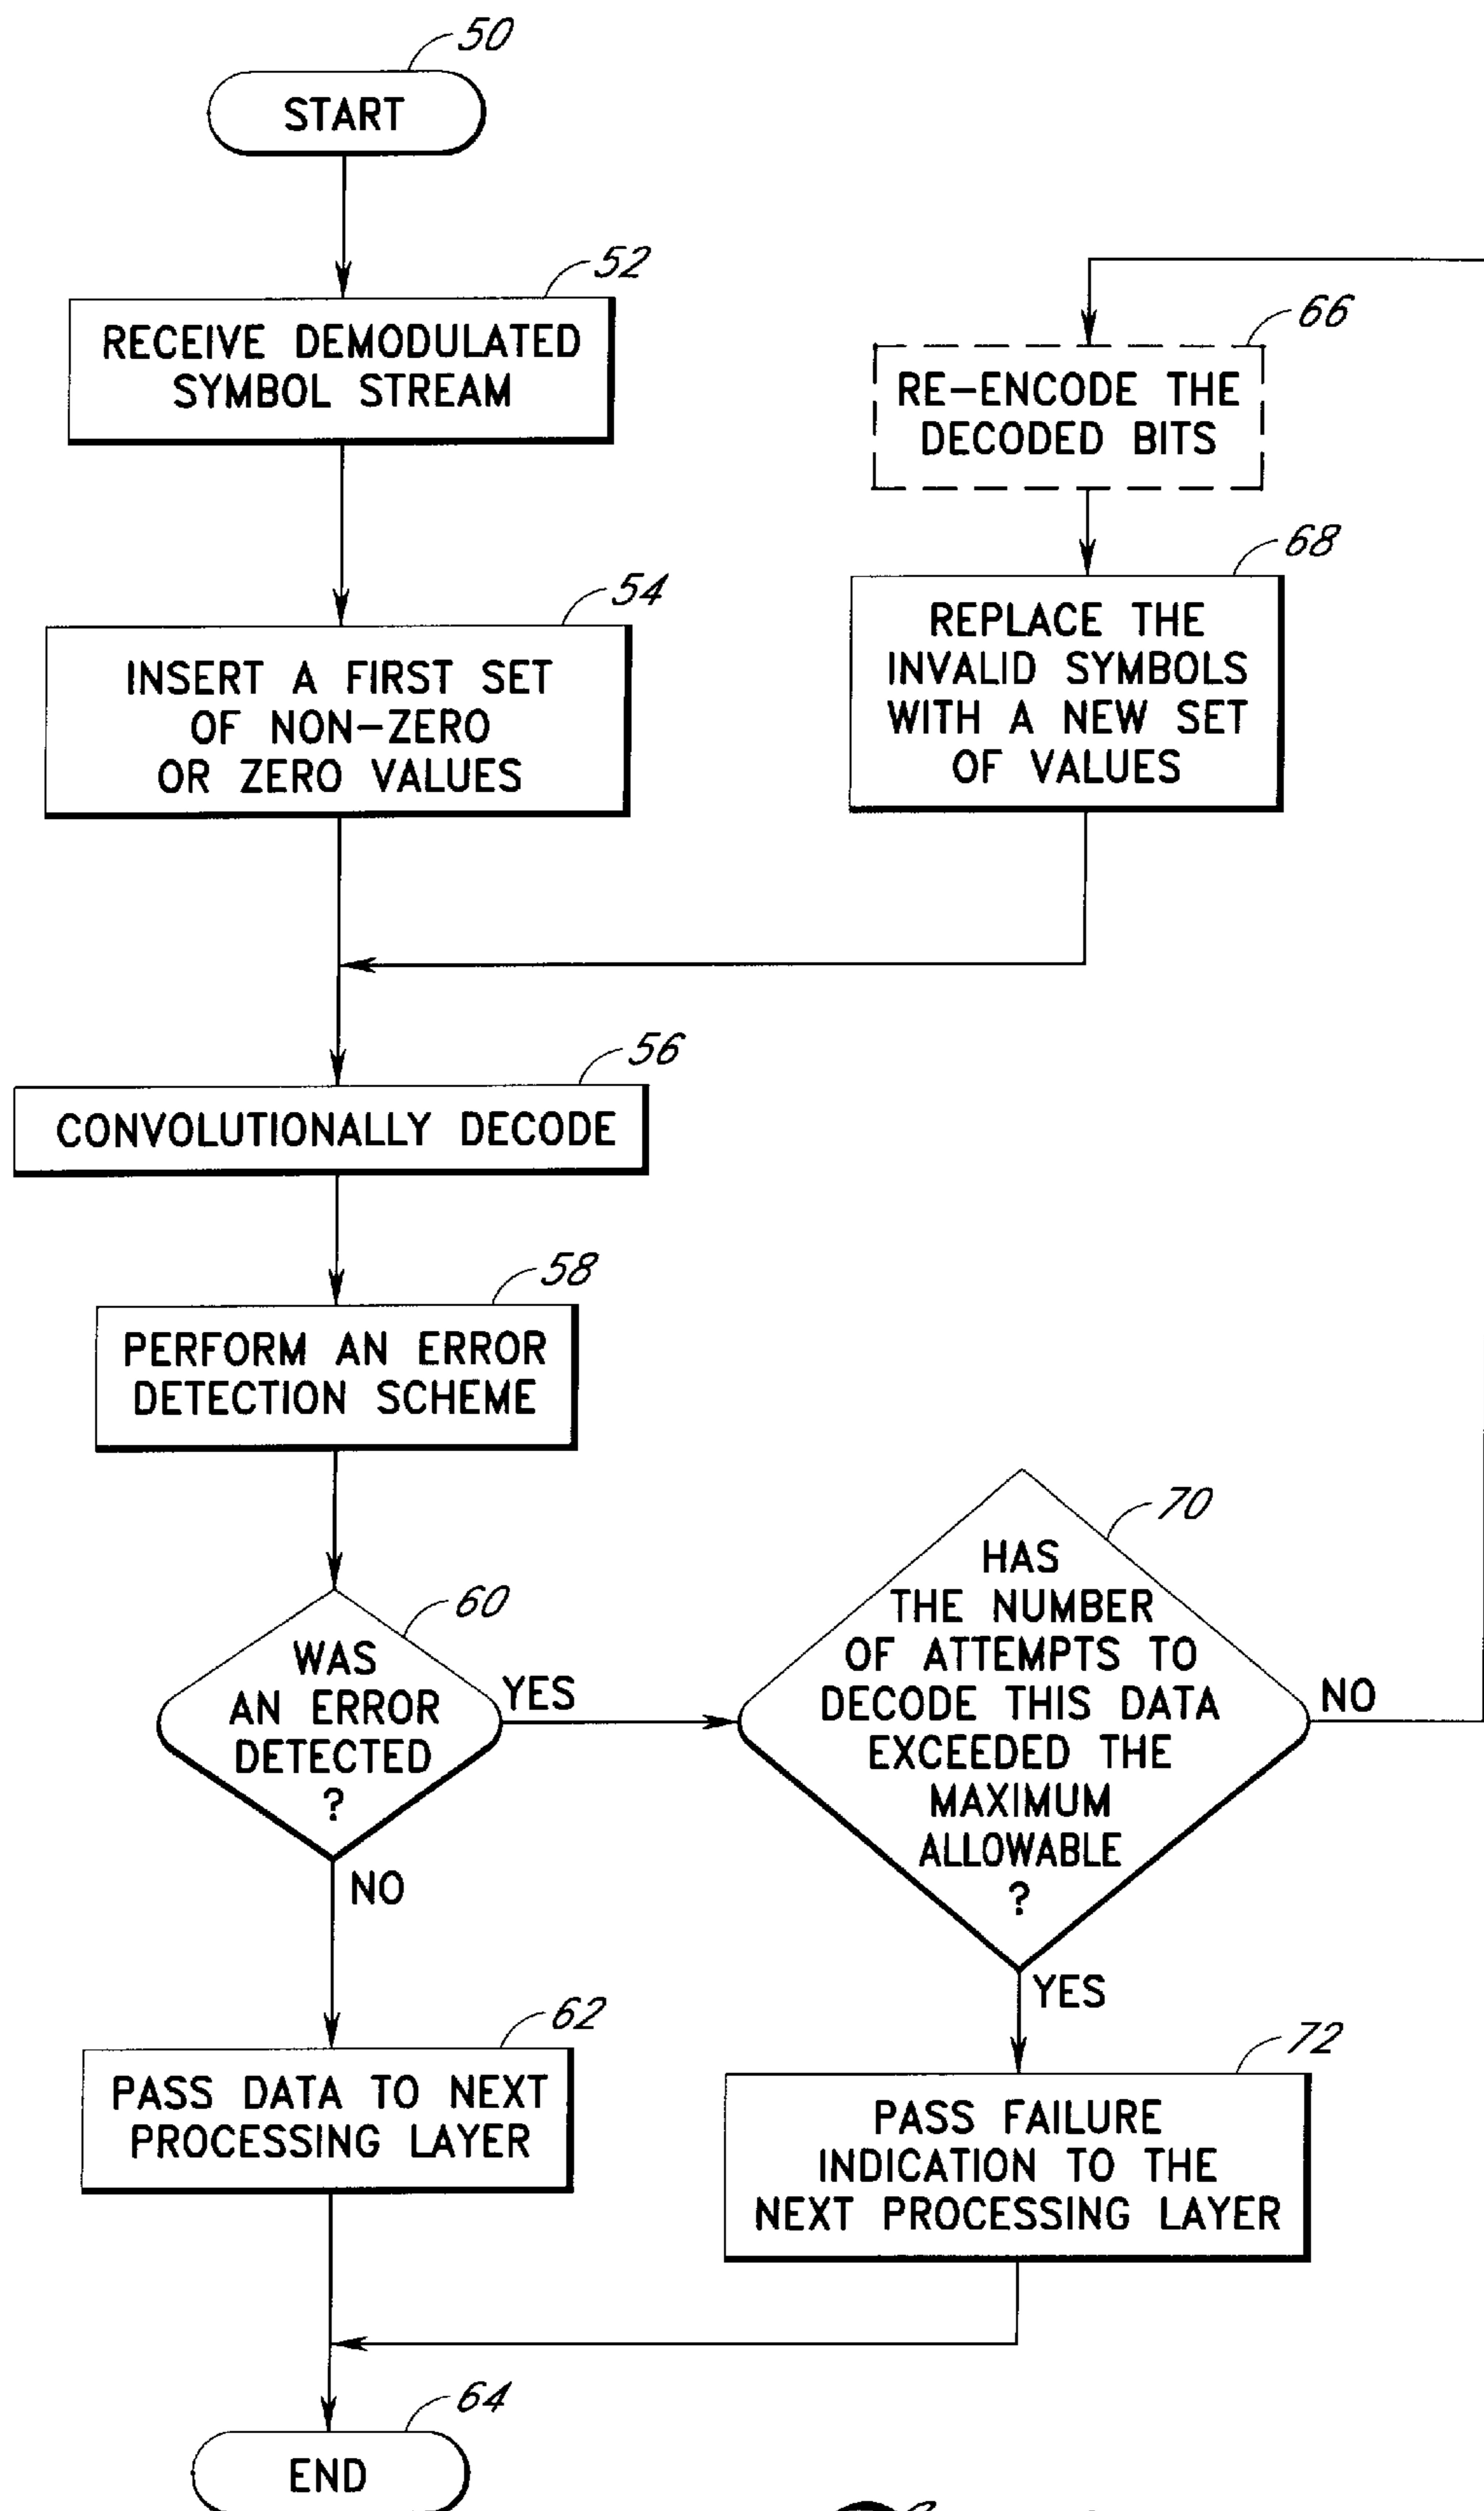 50
START
52
RECEIVE DEMODULATED
SYMBOL STREAM
66
RE-ENCODE THE
DECODED BITS
54
INSERT A FIRST SET
OF NON-ZERO
OR ZERO VALUES
68
REPLACE THE
INVALID SYMBOLS
WITH A NEW SET
OF VALUES
56
CONVOLUTIONALLY DECODE
58
PERFORM AN ERROR
DETECTION SCHEME
60
WAS
AN ERROR
DETECTED
?
YES
NO
70
HAS
THE NUMBER
OF ATTEMPTS TO
DECODE THIS DATA
EXCEEDED THE
MAXIMUM
ALLOWABLE
?
NO
YES
62
PASS DATA TO NEXT
PROCESSING LAYER
72
PASS FAILURE
INDICATION TO THE
NEXT PROCESSING LAYER
64
END